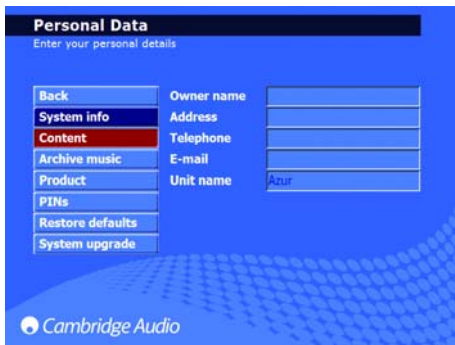 Personal Data
Enter your personal details
Back
Owner name
System info
Address
Content
Telephone
Archive music
E-mail
Product
Unit name Azur
PINs
Restore defaults
System upgrade
Cambridge Audio